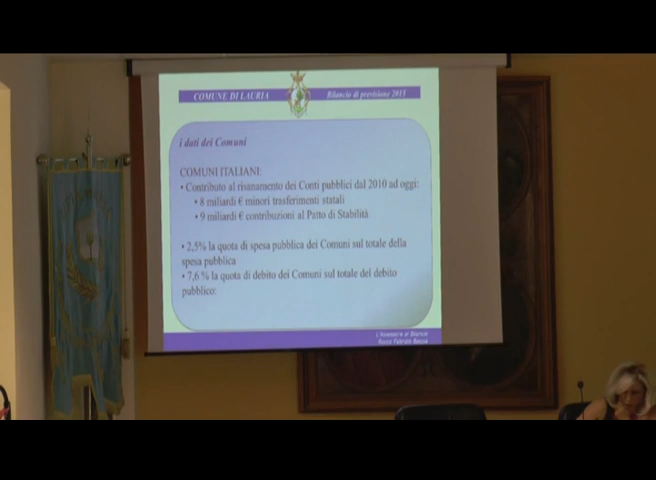 COMUNE DI LAURIA
Bilancio di previsione 2015
i dati dei Comuni
COMUNI ITALIANI:
• Contributo al risanamento dei Conti pubblici dal 2010 ad oggi:
• 8 miliardi € minori trasferimenti statali
• 9 miliardi € contribuzioni al Patto di Stabilità
• 2,5% la quota di spesa pubblica dei Comuni sul totale della
spesa pubblica
• 7,6 % la quota di debito dei Comuni sul totale del debito
pubblico:
L'Assessore al Bilancio